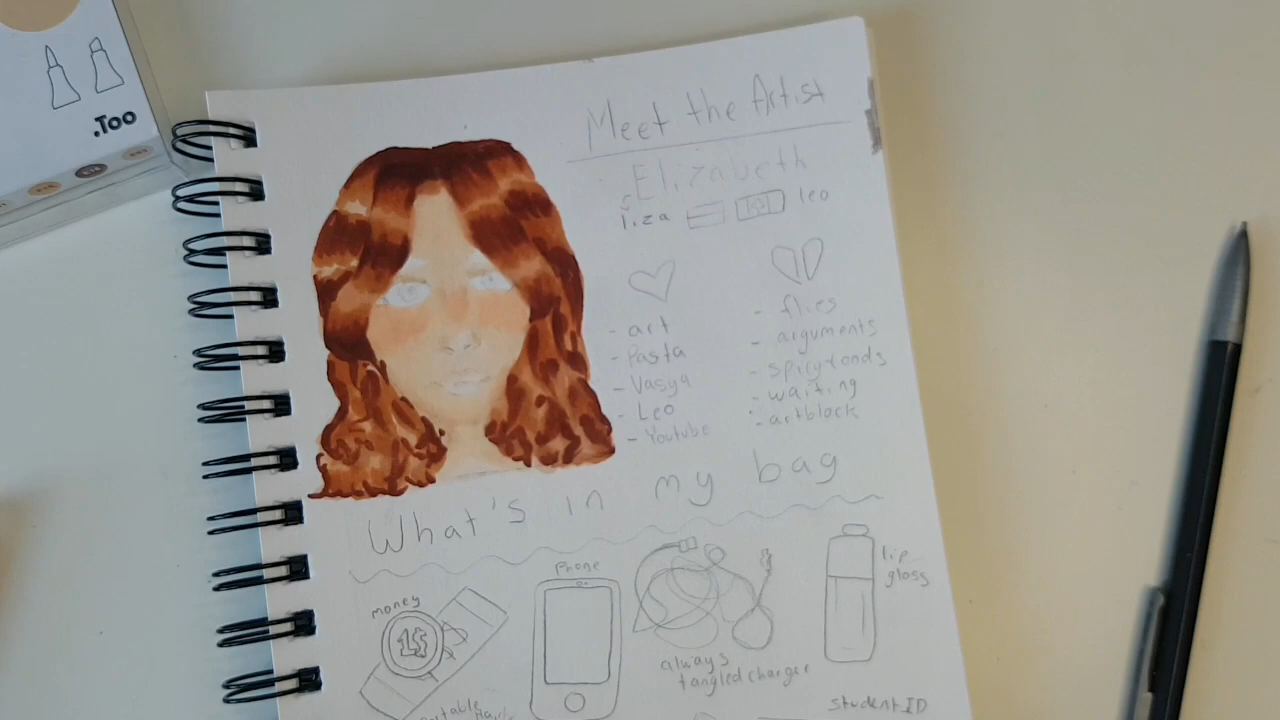 .Too
Meet the Artist
Elizabeth
liza
leo
- art
- Pasta
- Vasya
- Leo
- Youtube
- flies
- arguments
- spicy foods
- waiting
- artblock
What's in my bag
money
1$
Phone
always
tangled charger
lip
gloss
student ID